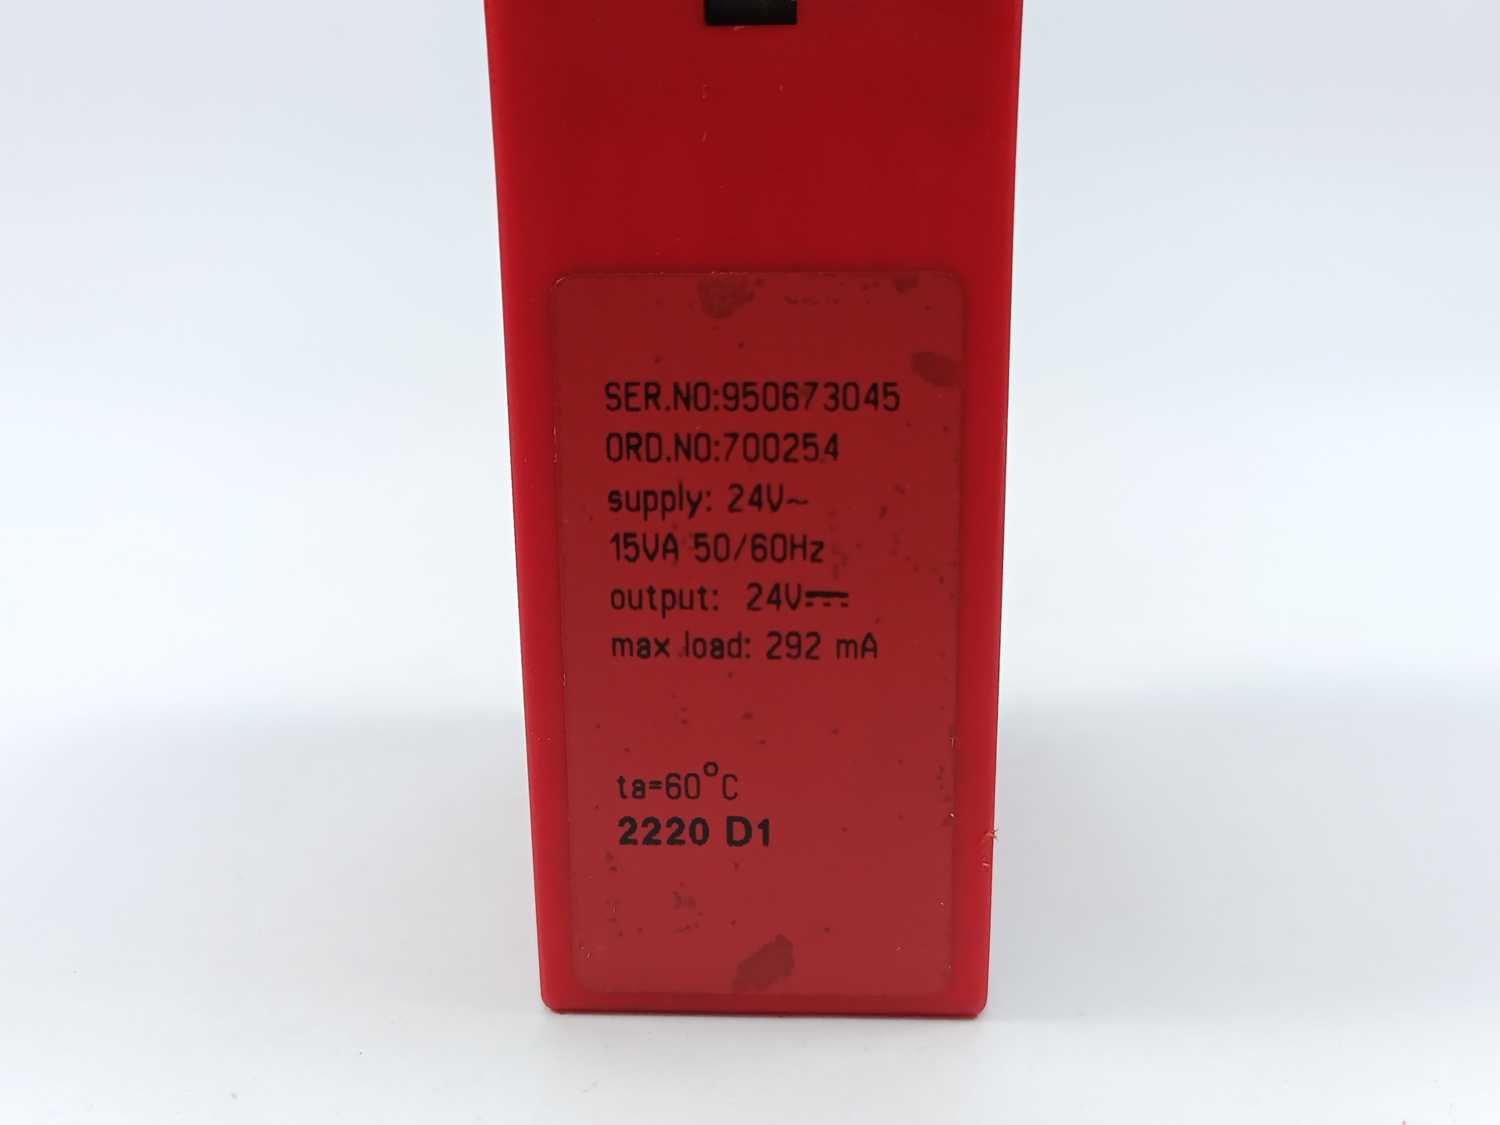 SER.NO:950673045
ORD.NO:700254
supply: 24V~
15VA 50/60Hz
output: 24V⎓
max load: 292 mA
ta=60°C
2220 D1